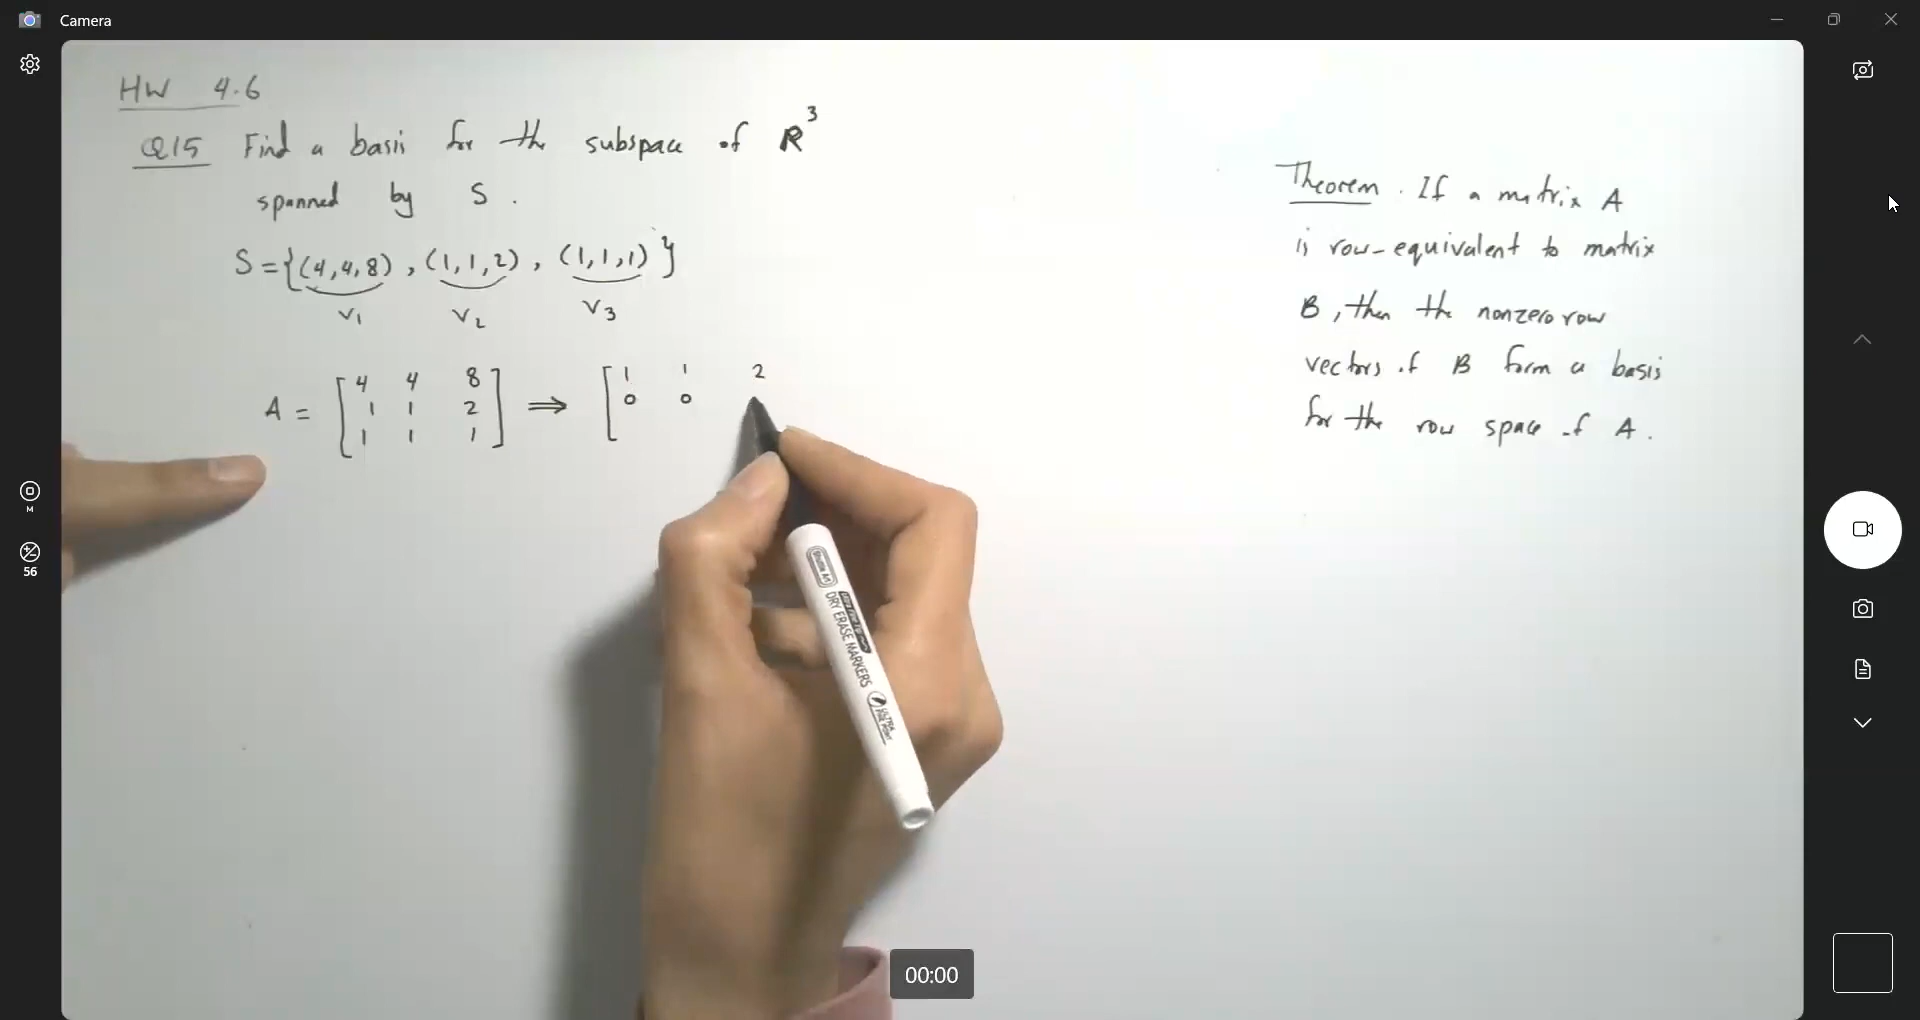 Camera
HW 4.6
Q15 Find a basis for the subspace of R³
spanned by S.
S = {(4,4,8), (1,1,2), (1,1,1)}
v₁ v₂ v₃
A = [4 4 8 ⇒ [1 1 2
1 1 2 0 0
1 1 1]
Theorem. If a matrix A
is row-equivalent to matrix
B, then the nonzero row
vectors of B form a basis
for the row space of A.
DRY ERASE MARKERS
M
56
00:00